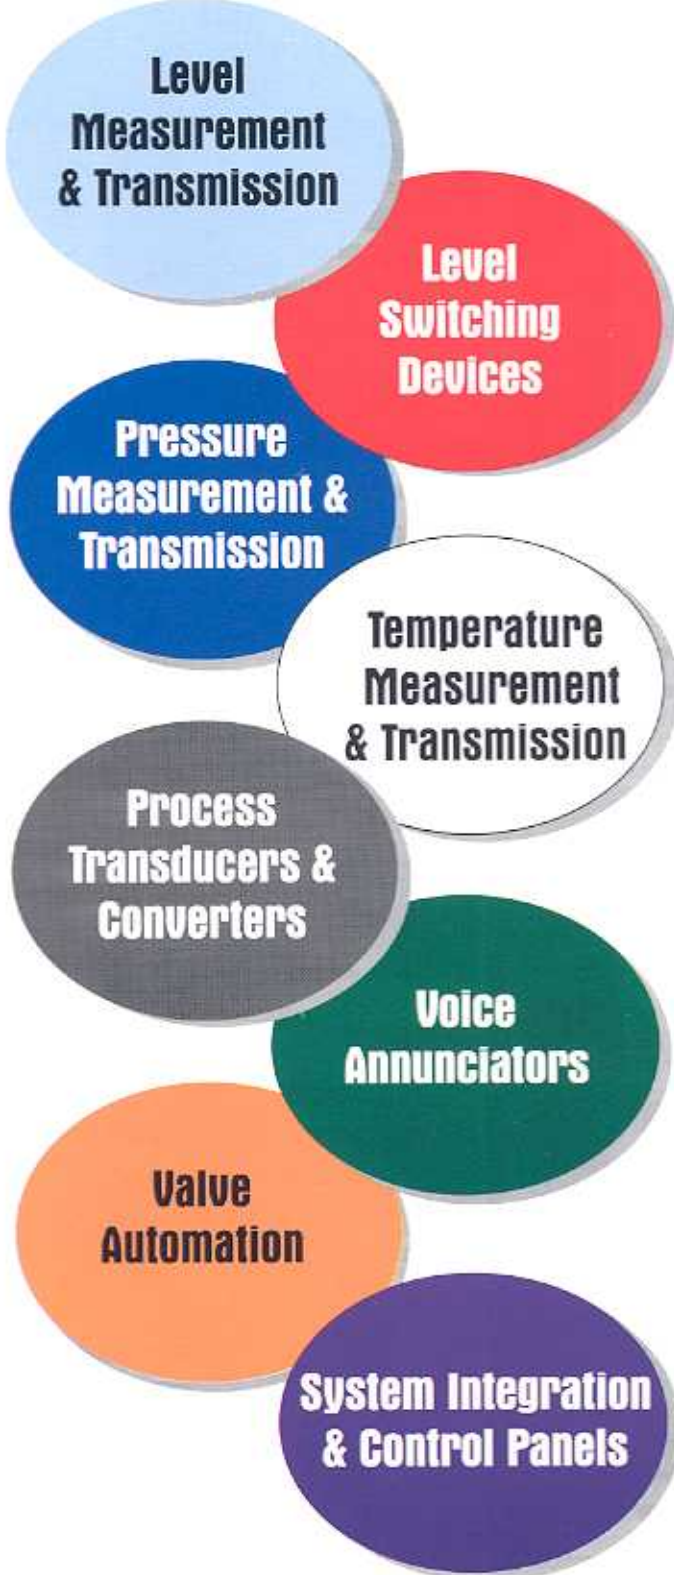 Level
Measurement
& Transmission
Level
Switching
Devices
Pressure
Measurement &
Transmission
Temperature
Measurement
& Transmission
Process
Transducers &
Converters
Voice
Annunciators
Valve
Automation
System Integration
& Control Panels